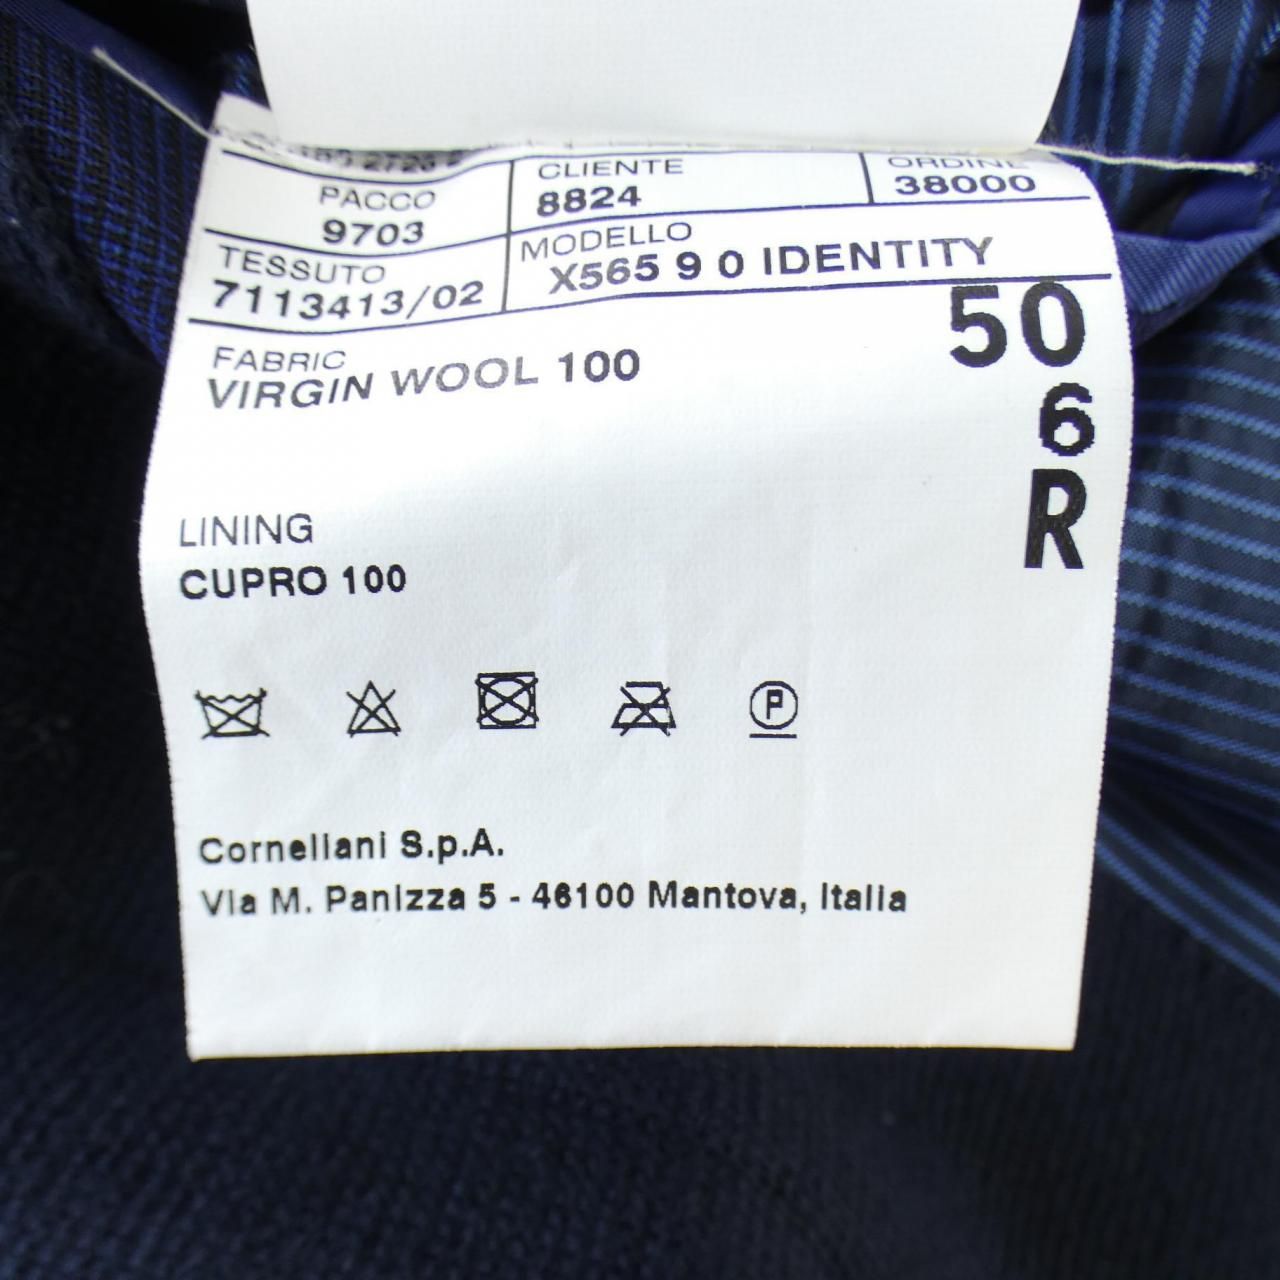 CLIENTE
ORDINE
PACCO
8824
38000
9703
MODELLO
TESSUTO
X565 9 0 IDENTITY
7113413/02
50
FABRIC
VIRGIN WOOL 100
6
R
LINING
CUPRO 100
P
Corneliani S.p.A.
Via M. Panizza 5 - 46100 Mantova, Italia